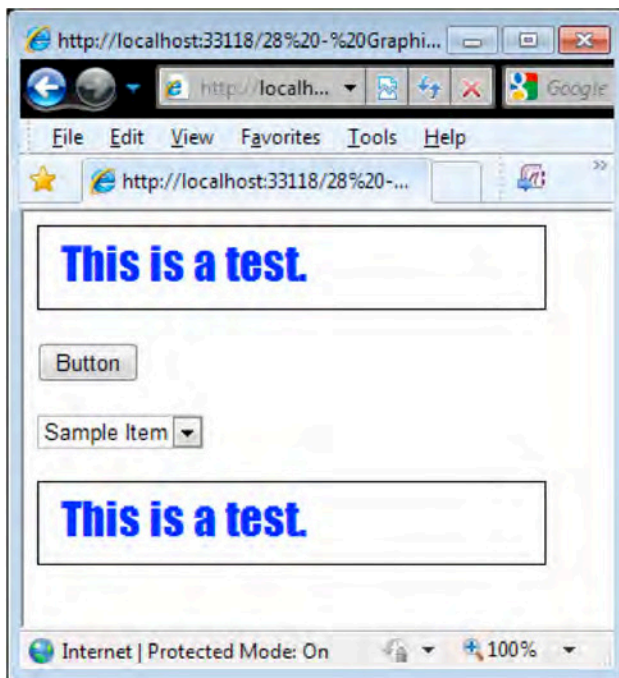 http://localhost:33118/28%20-%20Graphi...
http://localh...
Google
File Edit View Favorites Tools Help
http://localhost:33118/28%20-...
This is a test.
Button
Sample Item
This is a test.
Internet | Protected Mode: On
100%